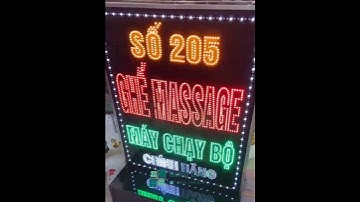 SỐ 205
GHẾ MASSAGE
MÁY CHẠY BỘ
CHÍNH HÃNG